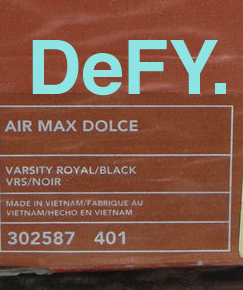 DeFY.
AIR MAX DOLCE
VARSITY ROYAL/BLACK
VRS/NOIR
MADE IN VIETNAM/FABRIQUE AU
VIETNAM/HECHO EN VIETNAM
302587 401